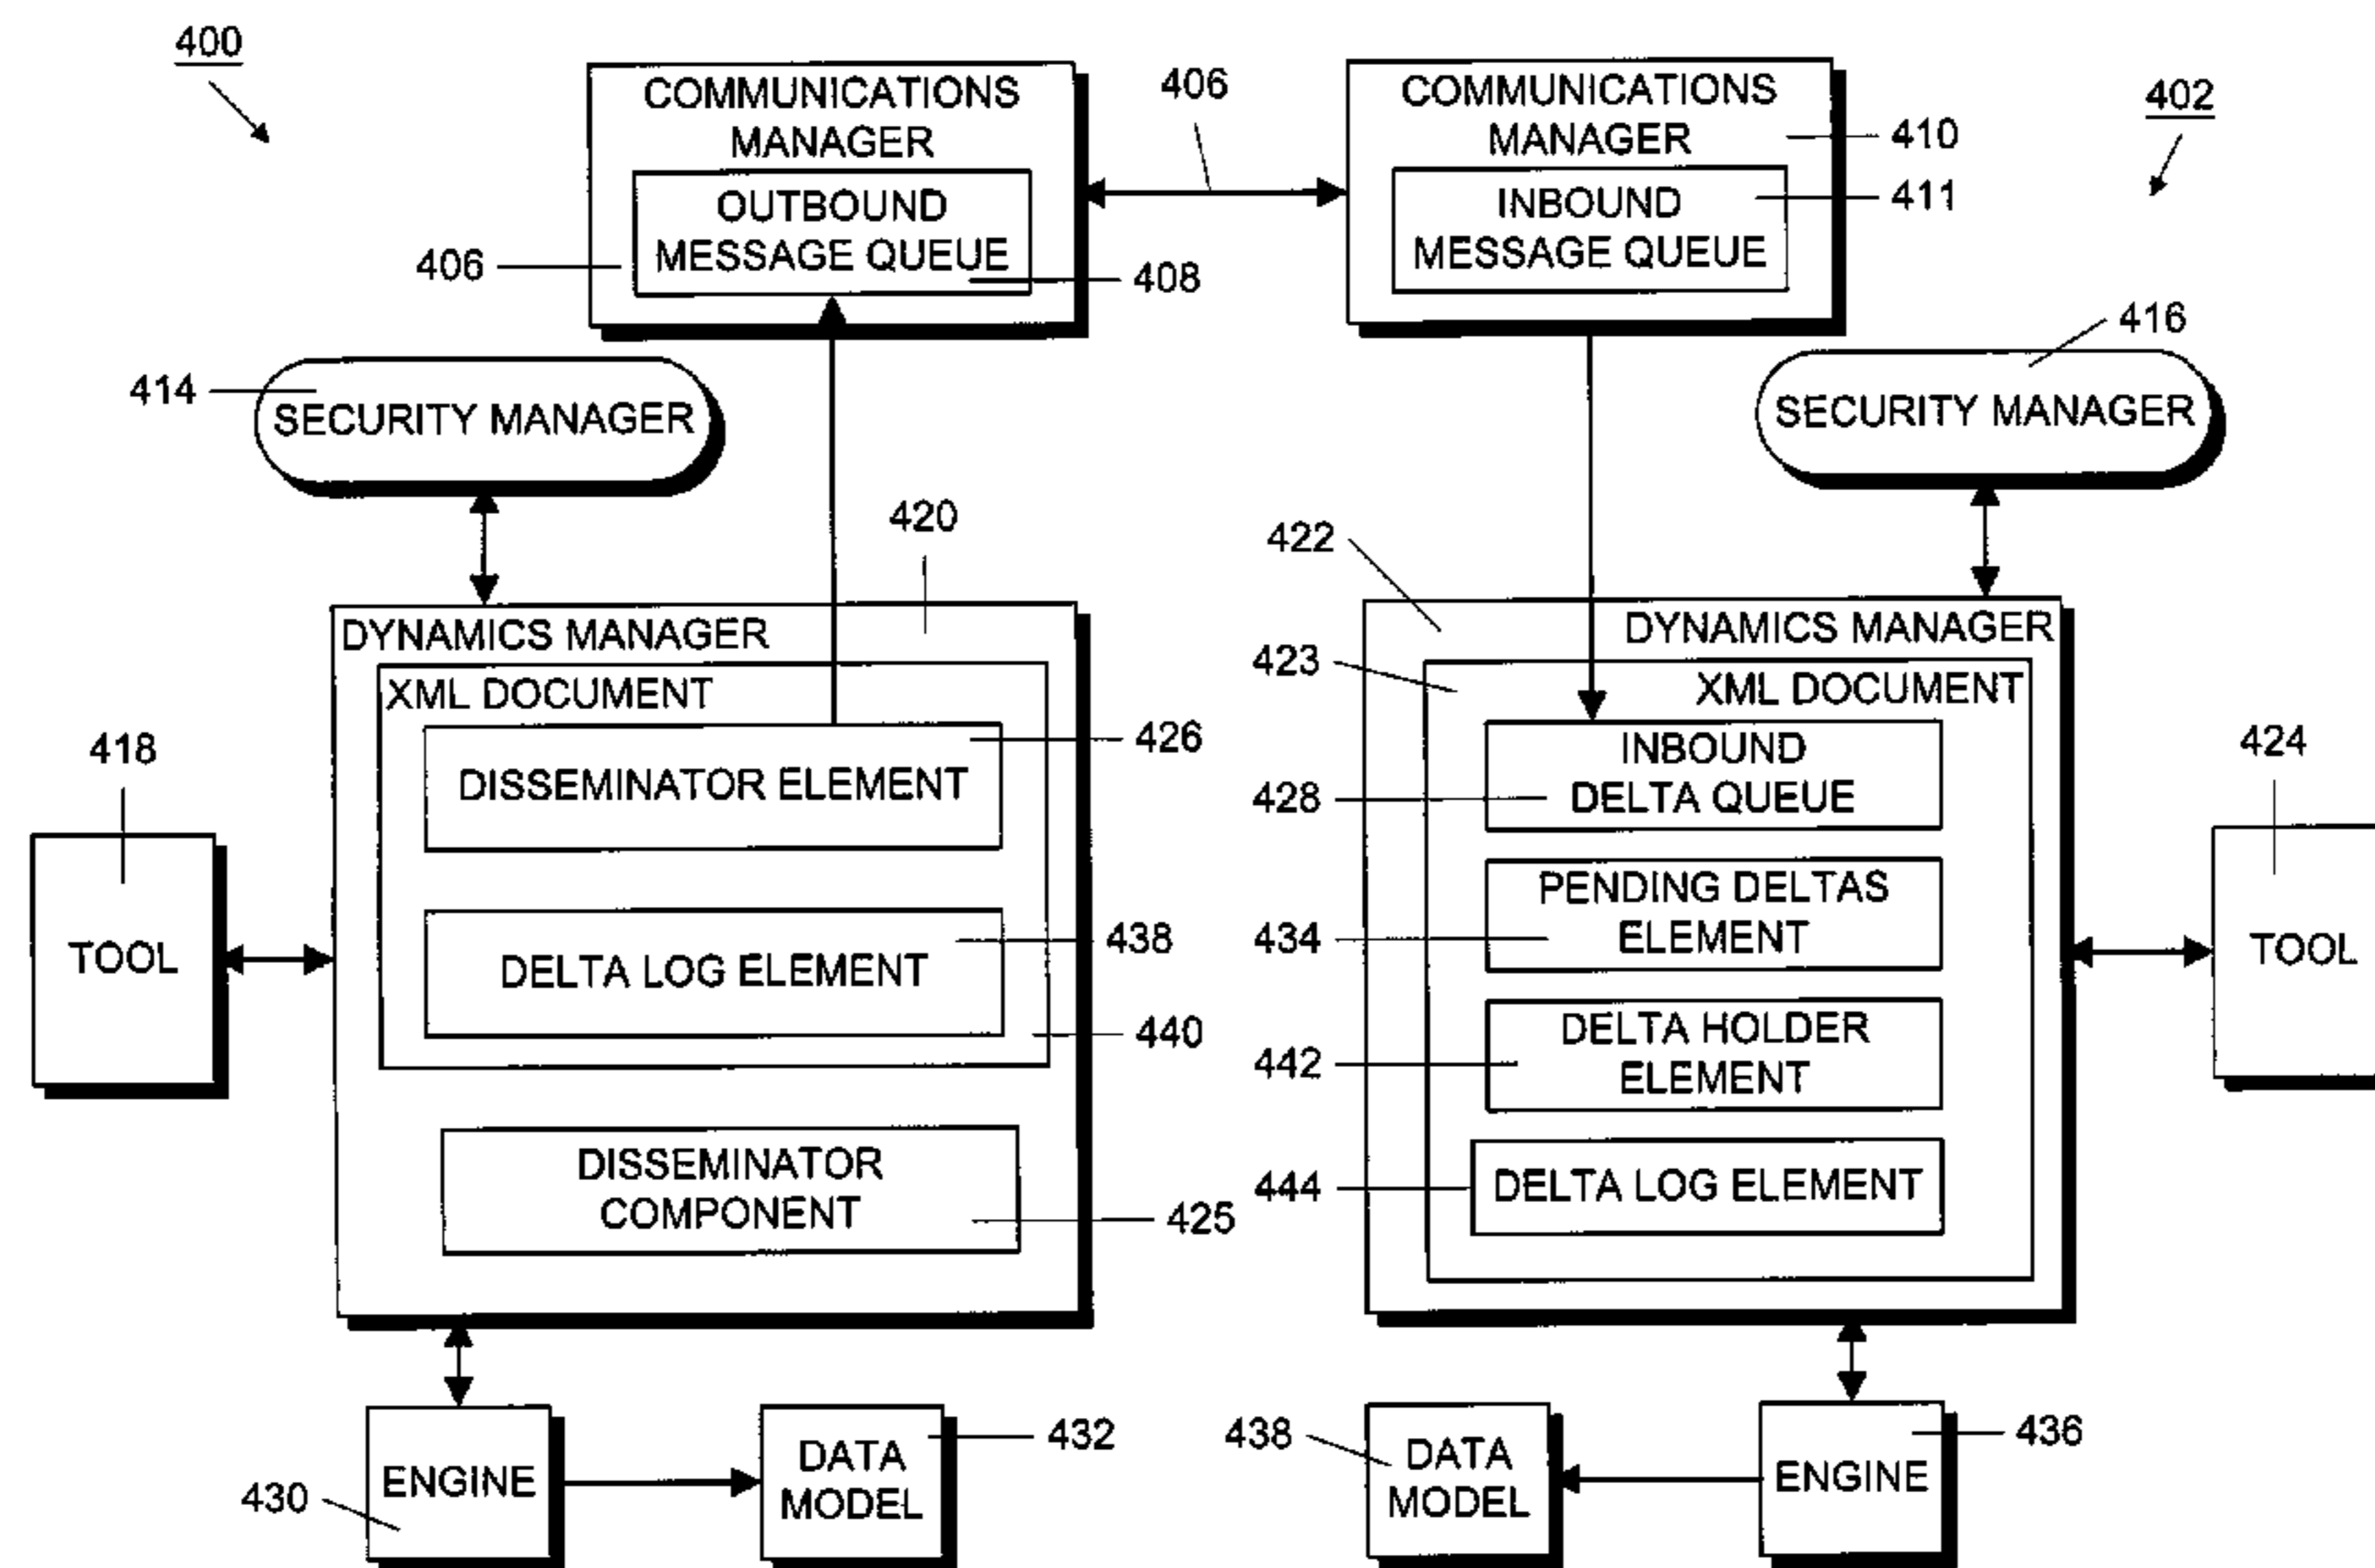 400
COMMUNICATIONS
MANAGER
406
COMMUNICATIONS
MANAGER
402
410
OUTBOUND
MESSAGE QUEUE
406
408
INBOUND
MESSAGE QUEUE
411
414
SECURITY MANAGER
416
SECURITY MANAGER
420
422
DYNAMICS MANAGER
XML DOCUMENT
DISSEMINATOR ELEMENT
426
418
TOOL
DELTA LOG ELEMENT
438
440
DISSEMINATOR
COMPONENT
425
DYNAMICS MANAGER
423
XML DOCUMENT
INBOUND
DELTA QUEUE
428
PENDING DELTAS
ELEMENT
434
DELTA HOLDER
ELEMENT
442
444
DELTA LOG ELEMENT
424
TOOL
ENGINE
430
DATA
MODEL
432
438
DATA
MODEL
ENGINE
436